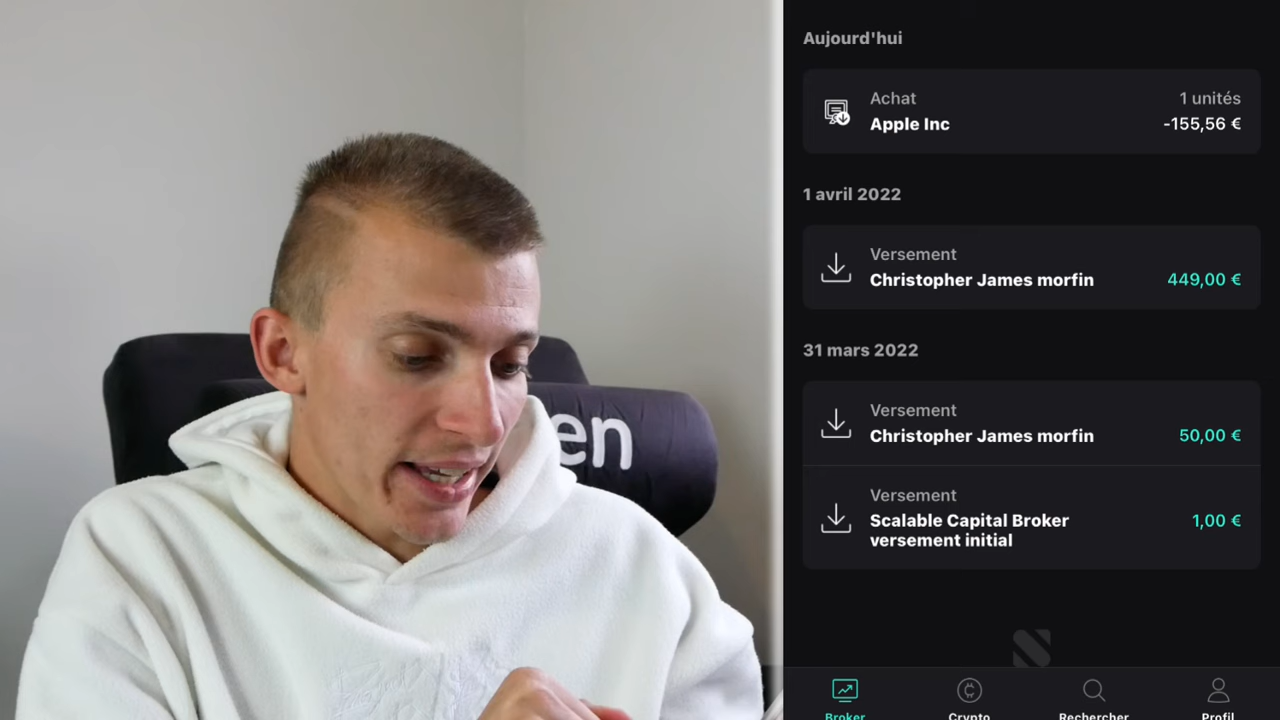 Aujourd'hui
Achat
1 unités
Apple Inc
-155,56 €
1 avril 2022
Versement
Christopher James morfin
449,00 €
31 mars 2022
Versement
Christopher James morfin
50,00 €
Versement
Scalable Capital Broker
versement initial
1,00 €
en
Broker
Crypto
Rechercher
Profil